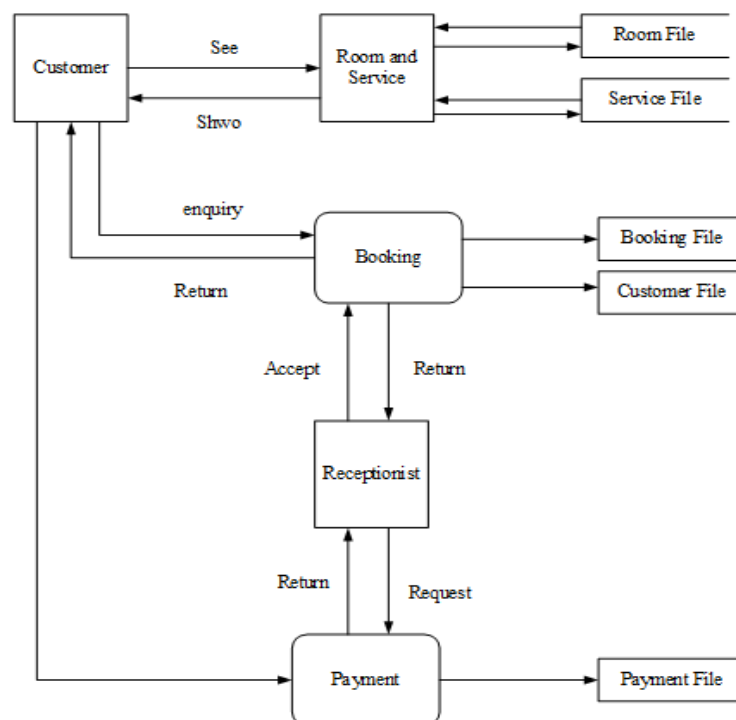 Customer
See
Room and
Service
Room File
Service File
Shwo
enquiry
Booking
Booking File
Customer File
Return
Accept
Return
Receptionist
Return
Request
Payment
Payment File